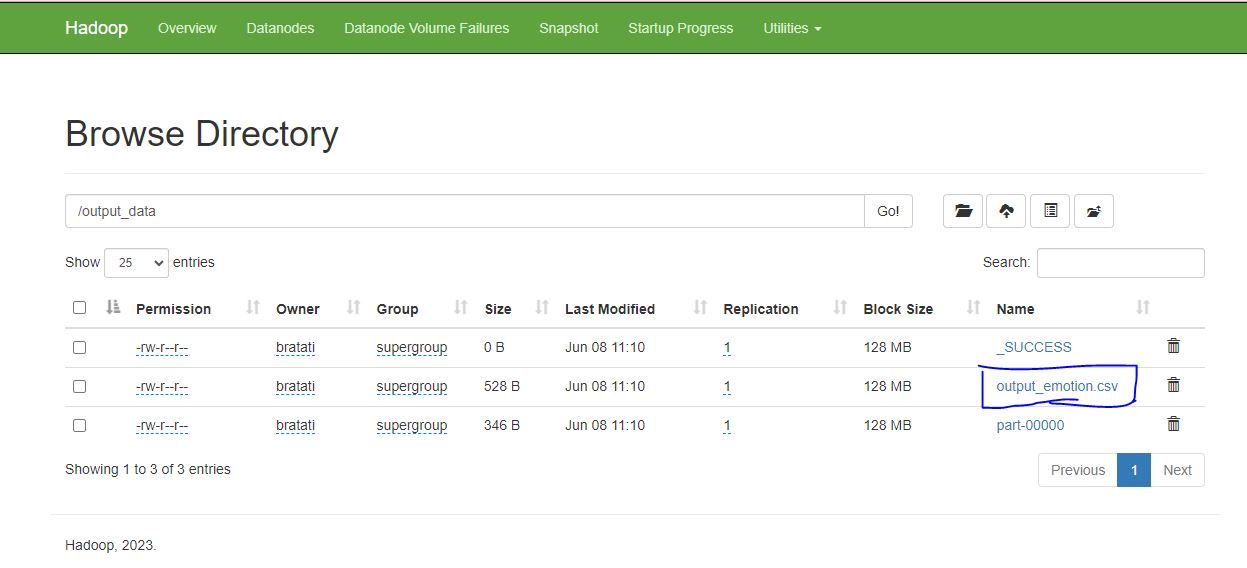 Hadoop Overview Datanodes Datanode Volume Failures Snapshot Startup Progress Utilities
Browse Directory
/output_data Go!
Show 25 entries Search:
Permission Owner Group Size Last Modified Replication Block Size Name
-rw-r--r-- bratati supergroup 0 B Jun 08 11:10 1 128 MB _SUCCESS
-rw-r--r-- bratati supergroup 528 B Jun 08 11:10 1 128 MB output_emotion.csv
-rw-r--r-- bratati supergroup 346 B Jun 08 11:10 1 128 MB part-00000
Showing 1 to 3 of 3 entries Previous 1 Next
Hadoop, 2023.